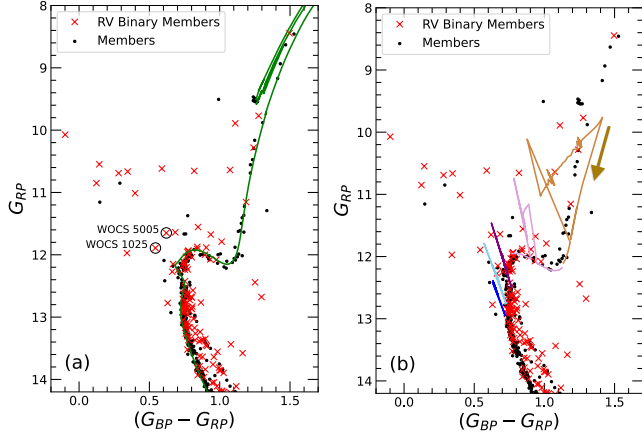 RV Binary Members
Members
WOCS 5005
WOCS 1025
(a)
8
9
10
11
12
13
14
G_RP
0.0 0.5 1.0 1.5
(G_BP − G_RP)
RV Binary Members
Members
(b)
8
9
10
11
12
13
14
G_RP
0.0 0.5 1.0 1.5
(G_BP − G_RP)